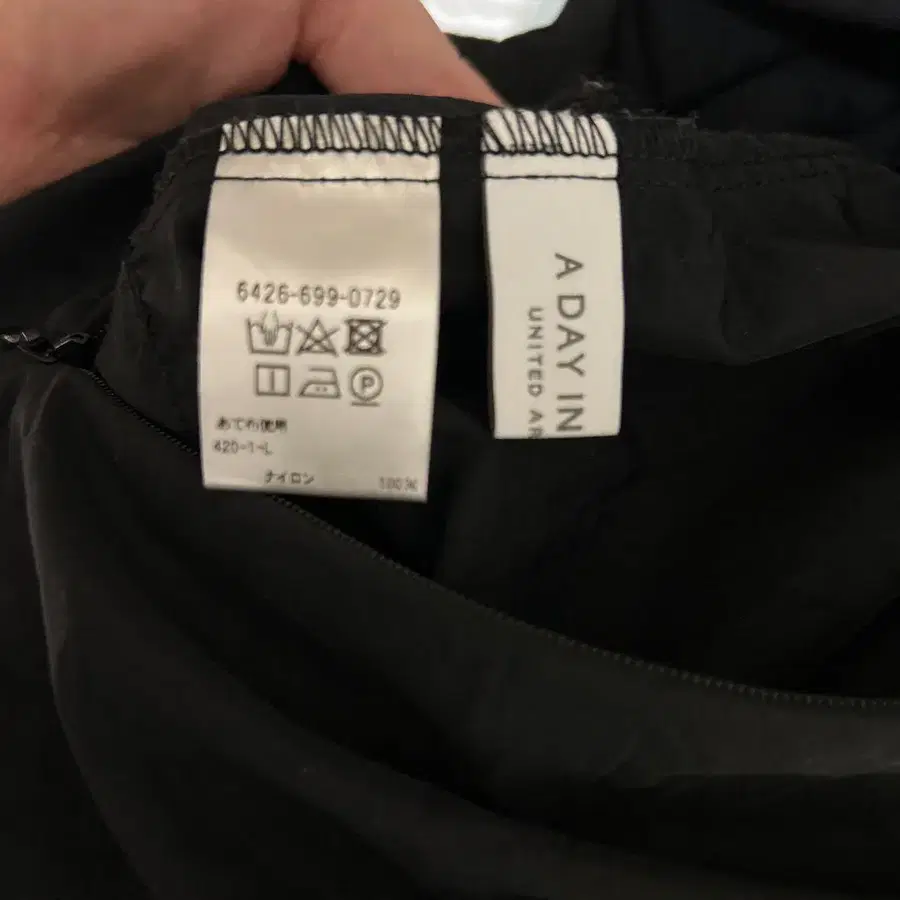 6426-699-0729
P
あて布使用
420-1-L
ナイロン 100%
A DAY IN
UNITED AR